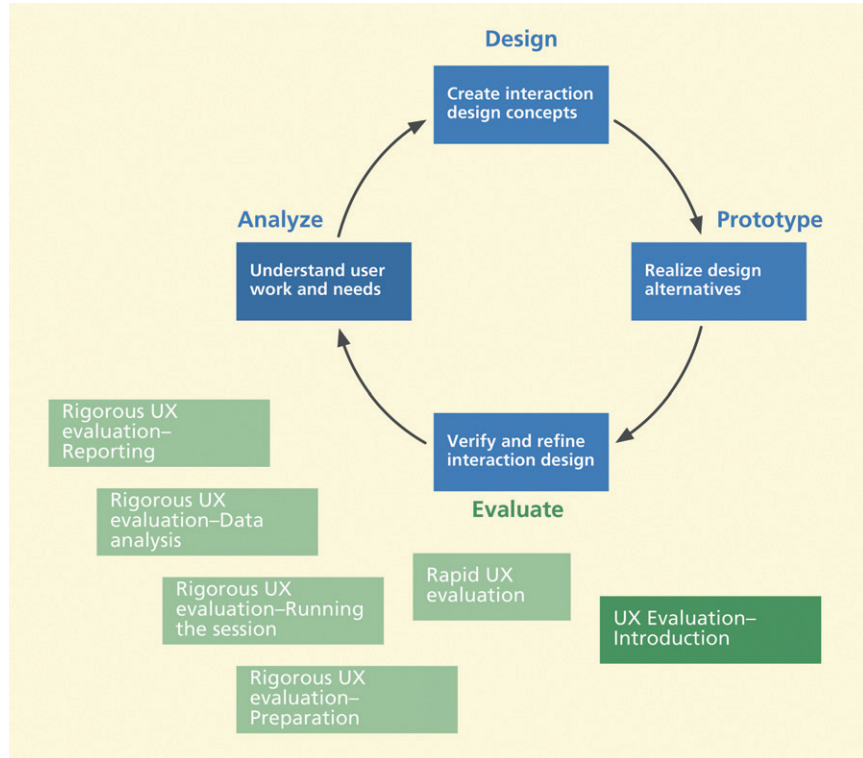 Design
Create interaction
design concepts
Analyze
Understand user
work and needs
Prototype
Realize design
alternatives
Verify and refine
interaction design
Evaluate
Rigorous UX
evaluation–
Reporting
Rigorous UX
evaluation–Data
analysis
Rigorous UX
evaluation–Running
the session
Rigorous UX
evaluation–
Preparation
Rapid UX
evaluation
UX Evaluation–
Introduction